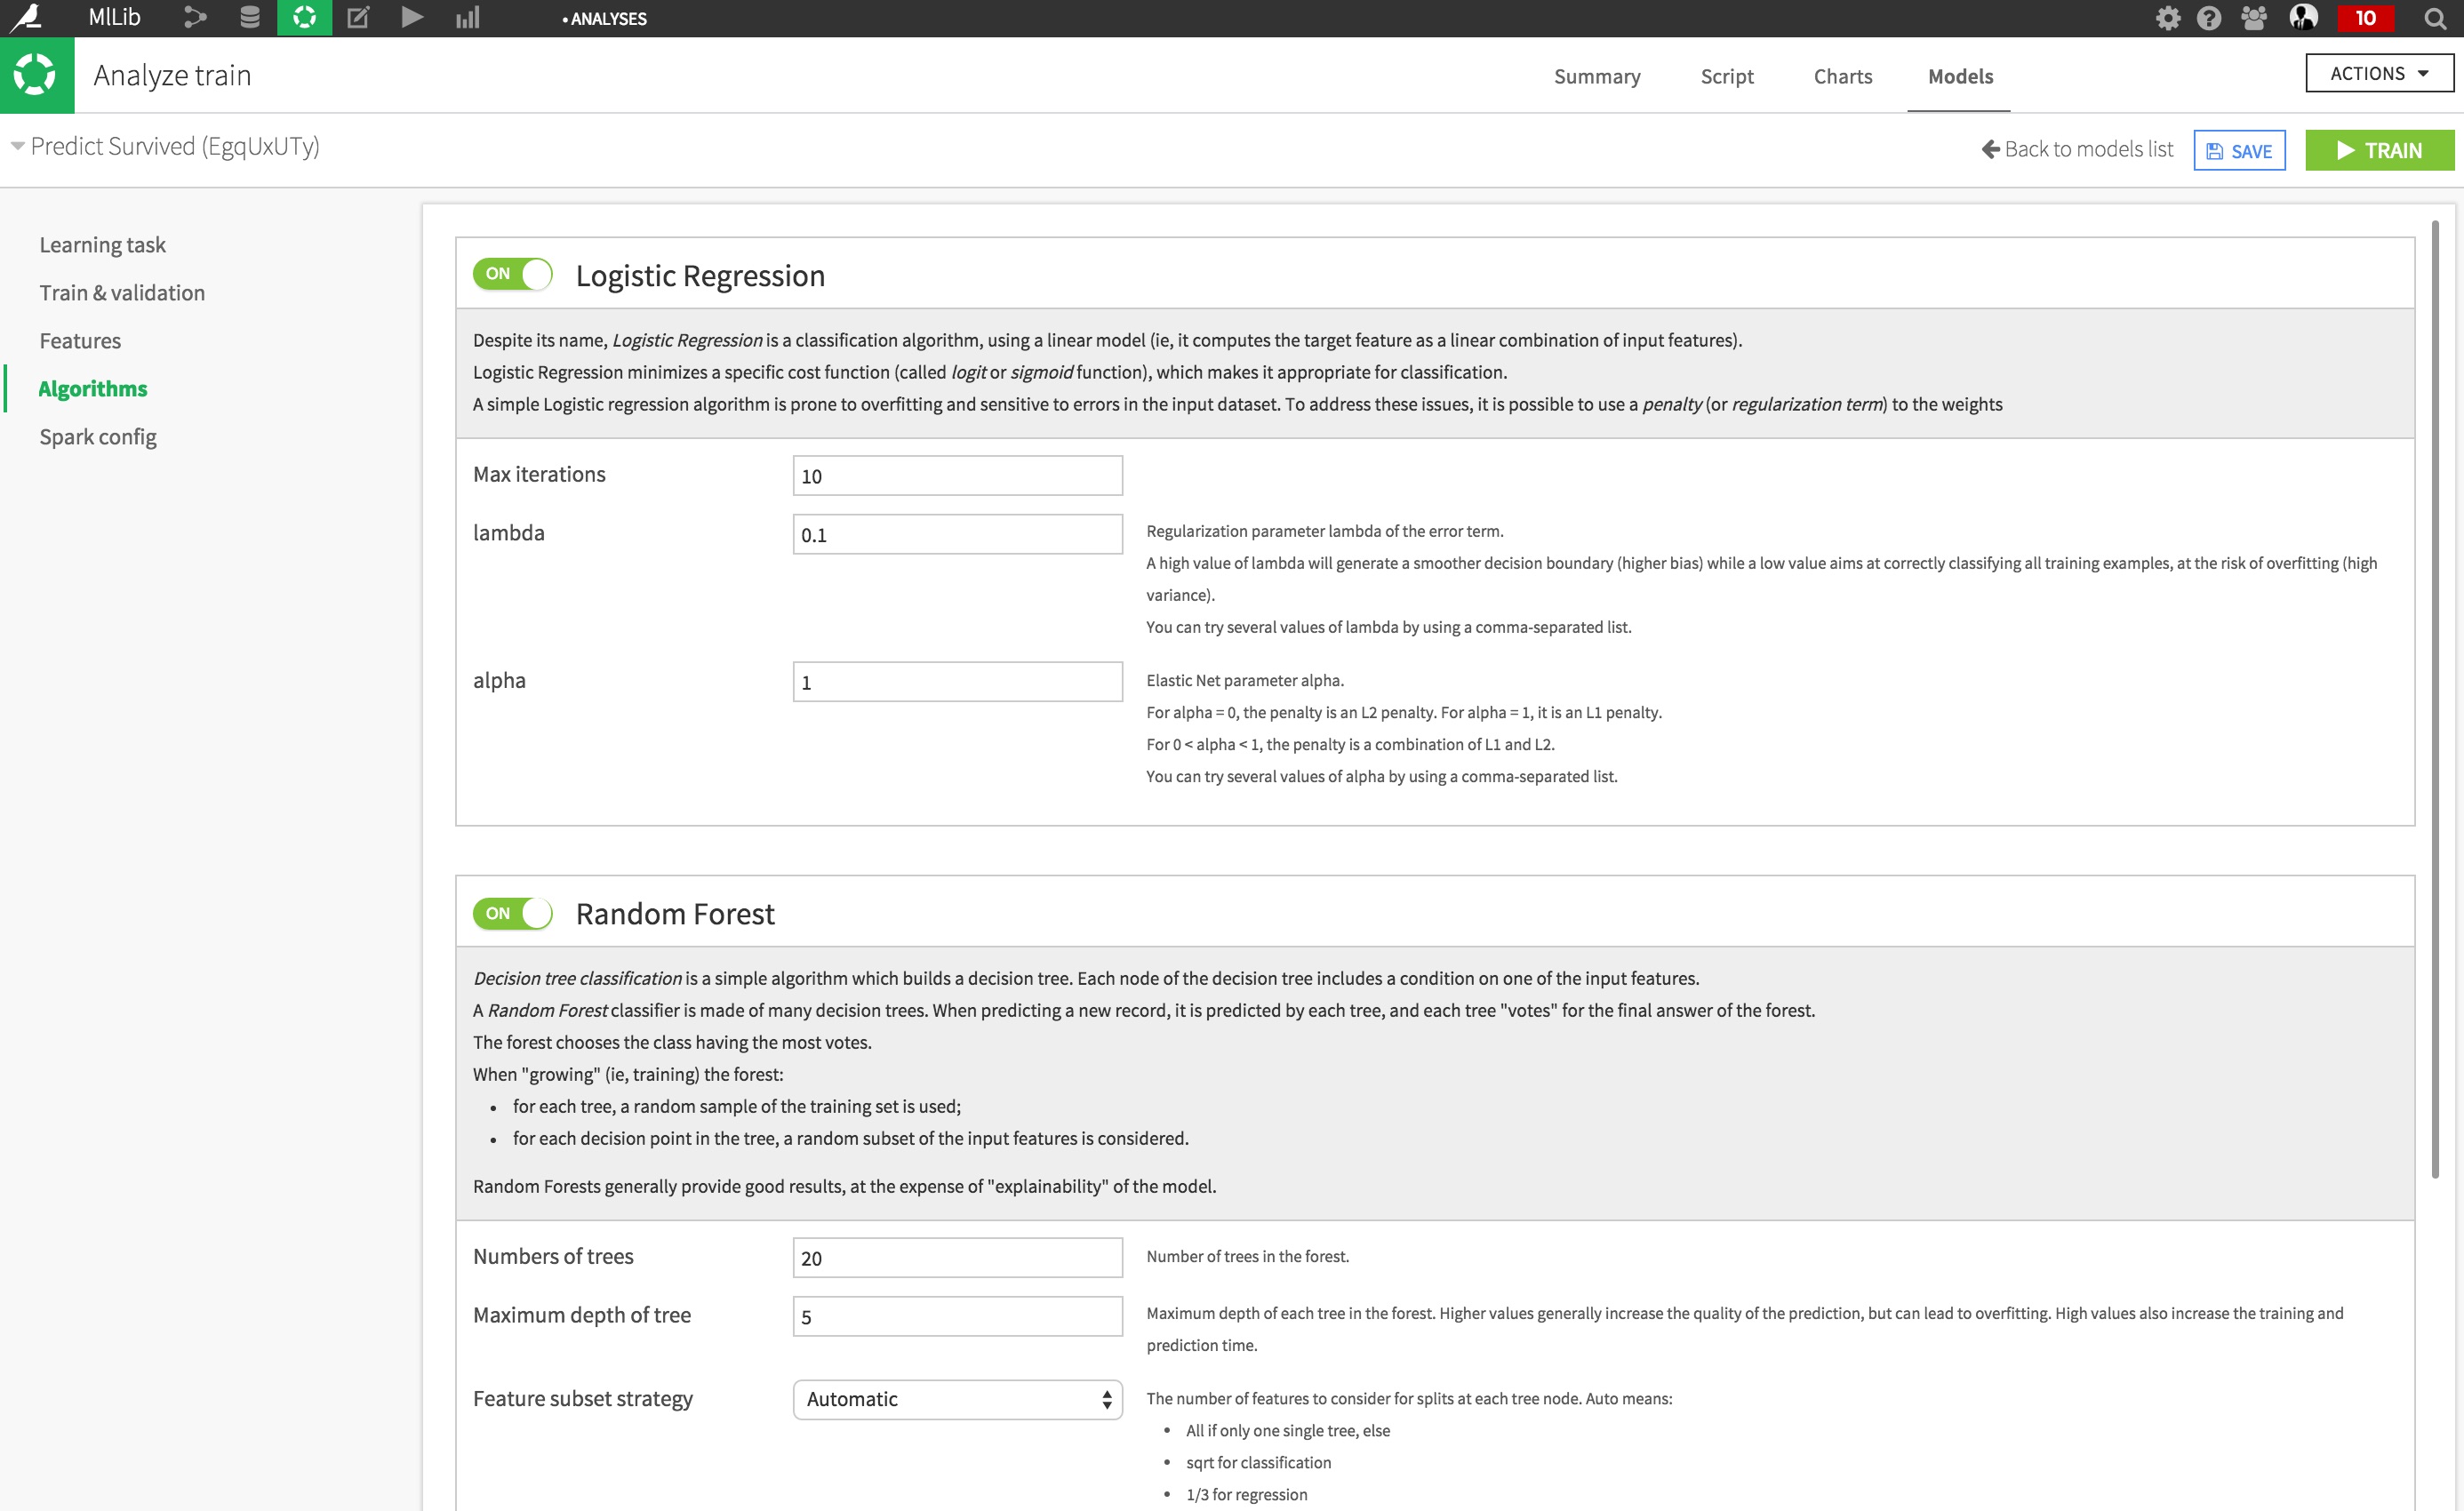 MlLib
• ANALYSES
10
Analyze train
Summary
Script
Charts
Models
ACTIONS
Predict Survived (EgqUxUTy)
Back to models list
SAVE
TRAIN
Learning task
Train & validation
Features
Algorithms
Spark config
ON
Logistic Regression
Despite its name, Logistic Regression is a classification algorithm, using a linear model (ie, it computes the target feature as a linear combination of input features).
Logistic Regression minimizes a specific cost function (called logit or sigmoid function), which makes it appropriate for classification.
A simple Logistic regression algorithm is prone to overfitting and sensitive to errors in the input dataset. To address these issues, it is possible to use a penalty (or regularization term) to the weights
Max iterations
10
lambda
0.1
Regularization parameter lambda of the error term.
A high value of lambda will generate a smoother decision boundary (higher bias) while a low value aims at correctly classifying all training examples, at the risk of overfitting (high
variance).
You can try several values of lambda by using a comma-separated list.
alpha
1
Elastic Net parameter alpha.
For alpha = 0, the penalty is an L2 penalty. For alpha = 1, it is an L1 penalty.
For 0 < alpha < 1, the penalty is a combination of L1 and L2.
You can try several values of alpha by using a comma-separated list.
ON
Random Forest
Decision tree classification is a simple algorithm which builds a decision tree. Each node of the decision tree includes a condition on one of the input features.
A Random Forest classifier is made of many decision trees. When predicting a new record, it is predicted by each tree, and each tree "votes" for the final answer of the forest.
The forest chooses the class having the most votes.
When "growing" (ie, training) the forest:
• for each tree, a random sample of the training set is used;
• for each decision point in the tree, a random subset of the input features is considered.
Random Forests generally provide good results, at the expense of "explainability" of the model.
Numbers of trees
20
Number of trees in the forest.
Maximum depth of tree
5
Maximum depth of each tree in the forest. Higher values generally increase the quality of the prediction, but can lead to overfitting. High values also increase the training and
prediction time.
Feature subset strategy
Automatic
The number of features to consider for splits at each tree node. Auto means:
• All if only one single tree, else
• sqrt for classification
• 1/3 for regression